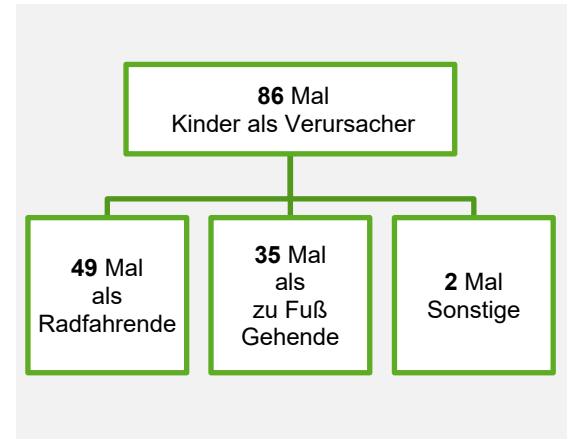 86 Mal
Kinder als Verursacher
49 Mal
als
Radfahrende
35 Mal
als
zu Fuß
Gehende
2 Mal
Sonstige